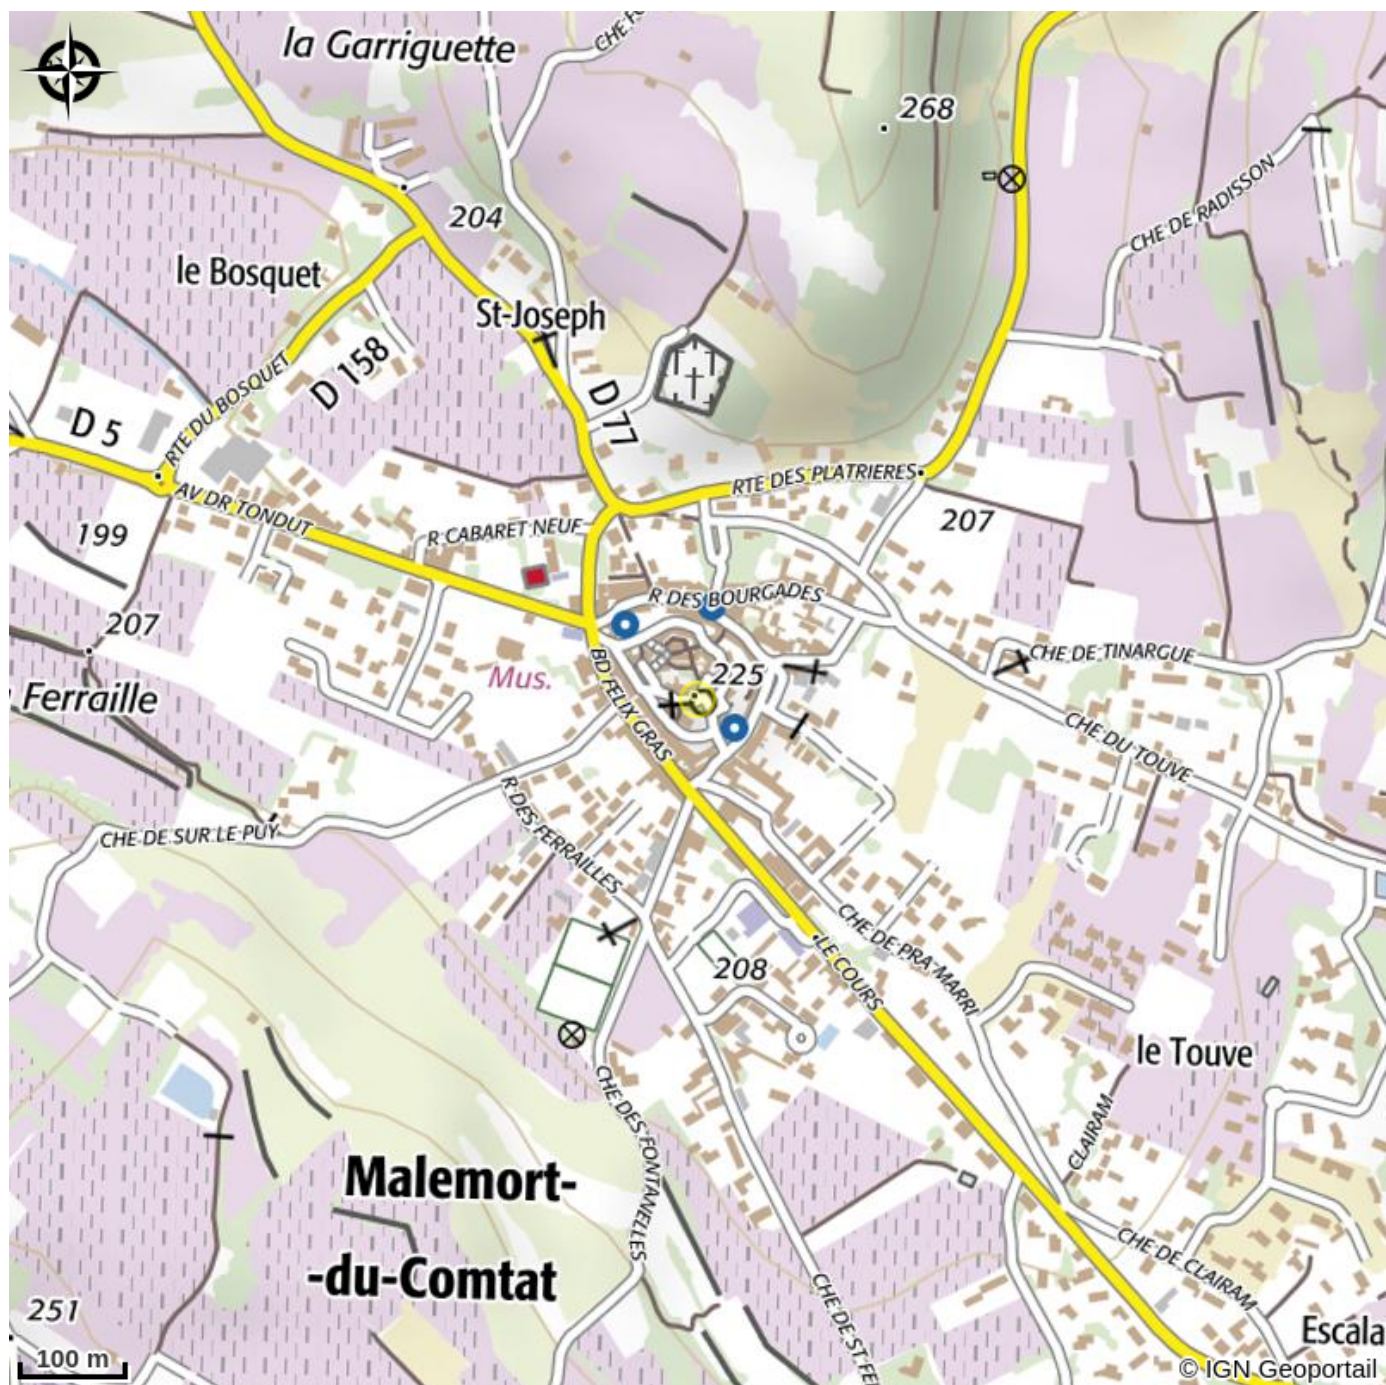 la Garriguette
CHE F
268
204
CHE DE RADISSON
le Bosquet
St-Joseph
D 158
D 77
D 5
RTE DU BOSQUET
RTE DES PLATRIERES
AV DR TONDUT
199
R CABARET NEUF
207
R DES BOURGADES
207
CHE DE TINARGUE
Mus.
225
Ferraille
BD FELIX GRAS
CHE DU TOUVE
R DES FERRAILLES
CHE DE SUR LE PUY
CHE DE PRA MARRI
LE COURS
208
le Touve
CHE DES FONTANELLES
CLAIRAM
Malemort-
-du-Comtat
CHE DE CLAIRAM
CHE DE ST FE
251
Escala
100 m
© IGN Geoportail